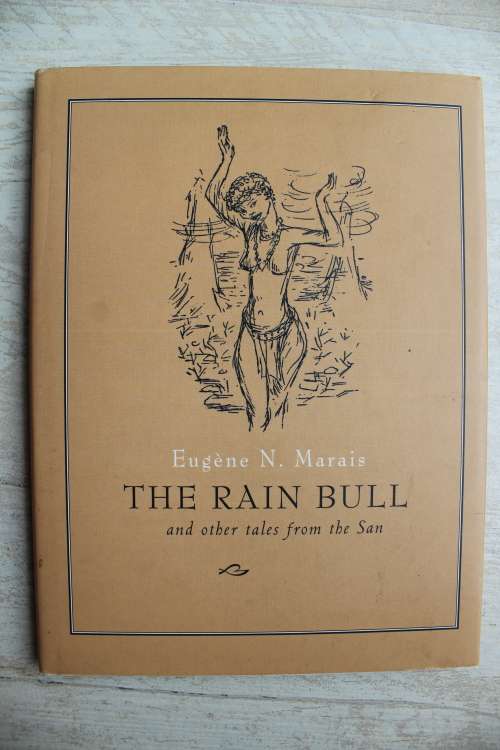 Eugène N. Marais
THE RAIN BULL
and other tales from the San